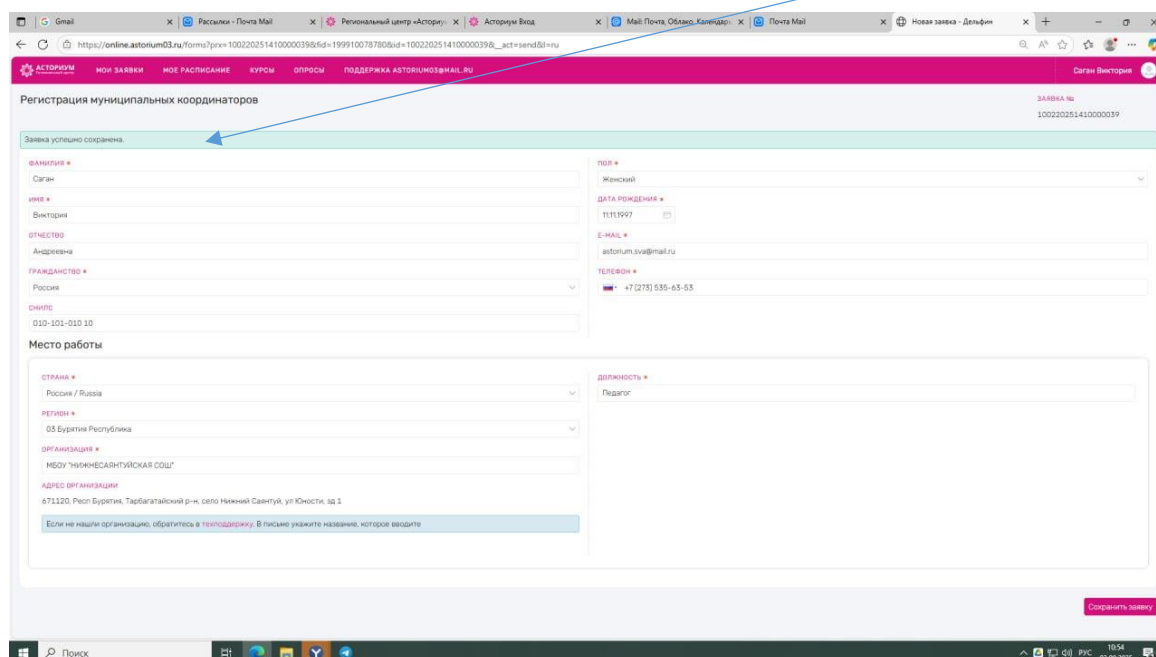 Gmail
Рассылки - Почта Mail
Региональный центр «Асториу
Асториум Вход
Mail: Почта, Облако, Календарь
Почта Mail
Новая заявка - Дельфин
https://online.astorium03.ru/forms?prx=100220251410000039&fid=199910078780&id=100220251410000039&__act=send&l=ru
АСТОРИУМ
МОИ ЗАЯВКИ МОЕ РАСПИСАНИЕ КУРСЫ ОПРОСЫ ПОДДЕРЖКА ASTORIUM03@MAIL.RU
Саган Виктория
Регистрация муниципальных координаторов
ЗАЯВКА №
100220251410000039
Заявка успешно сохранена.
ФАМИЛИЯ *
Саган
ИМЯ *
Виктория
ОТЧЕСТВО
Андреевна
ГРАЖДАНСТВО *
Россия
СНИЛС
010-101-010 10
ПОЛ *
Женский
ДАТА РОЖДЕНИЯ *
11.11.1997
E-MAIL *
astorium.sva@mail.ru
ТЕЛЕФОН *
+7 (273) 535-63-53
Место работы
СТРАНА *
Россия / Russia
РЕГИОН *
03 Бурятия Республика
ОРГАНИЗАЦИЯ *
МБОУ "НИЖНЕСАЯНТУЙСКАЯ СОШ"
АДРЕС ОРГАНИЗАЦИИ
671120, Респ Бурятия, Тарбагатайский р-н, село Нижний Саянтуй, ул Юности, зд 1
Если не нашли организацию, обратитесь в техподдержку. В письме укажите название, которое вводите
ДОЛЖНОСТЬ *
Педагог
Сохранить заявку
Поиск
РУС
10:54